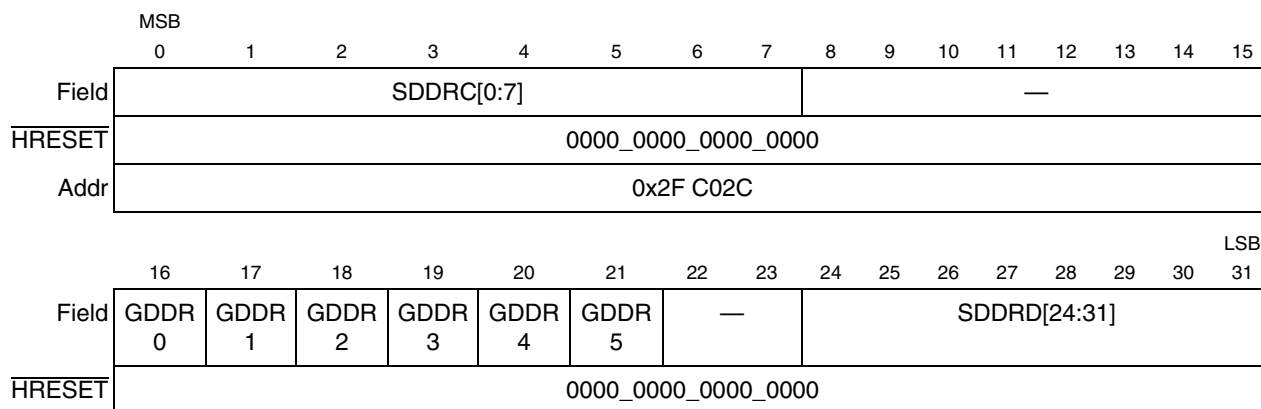 MSB
0 1 2 3 4 5 6 7 8 9 10 11 12 13 14 15
Field SDDRC[0:7] —
HRESET 0000_0000_0000_0000
Addr 0x2F C02C
LSB
16 17 18 19 20 21 22 23 24 25 26 27 28 29 30 31
Field GDDR GDDR GDDR GDDR GDDR GDDR — SDDRD[24:31]
0 1 2 3 4 5
HRESET 0000_0000_0000_0000